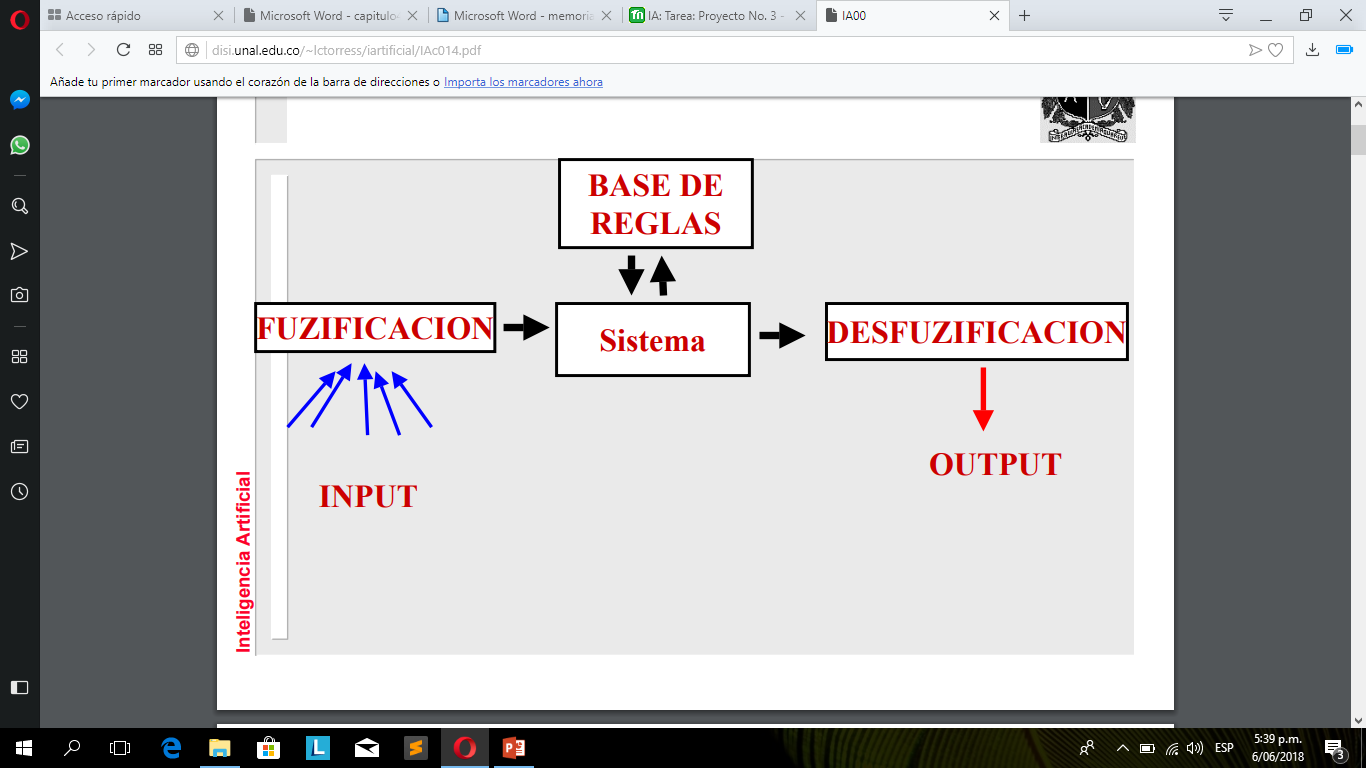 Acceso rápido
Microsoft Word - capitulo
Microsoft Word - memoria
IA: Tarea: Proyecto No. 3 -
IA00
disi.unal.edu.co/~lctorress/iartificial/IAc014.pdf
Añade tu primer marcador usando el corazón de la barra de direcciones o Importa los marcadores ahora
BASE DE
REGLAS
FUZIFICACION
Sistema
DESFUZIFICACION
INPUT
OUTPUT
Inteligencia Artificial
ESP
5:39 p.m.
6/06/2018
3